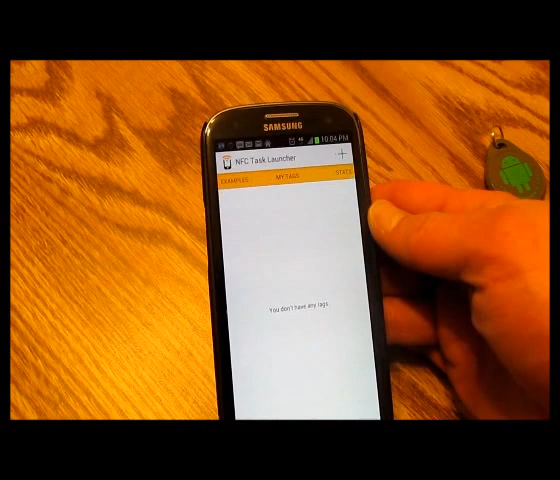 SAMSUNG
10:04 PM
NFC Task Launcher
EXAMPLES MY TAGS STATS
You don't have any tags